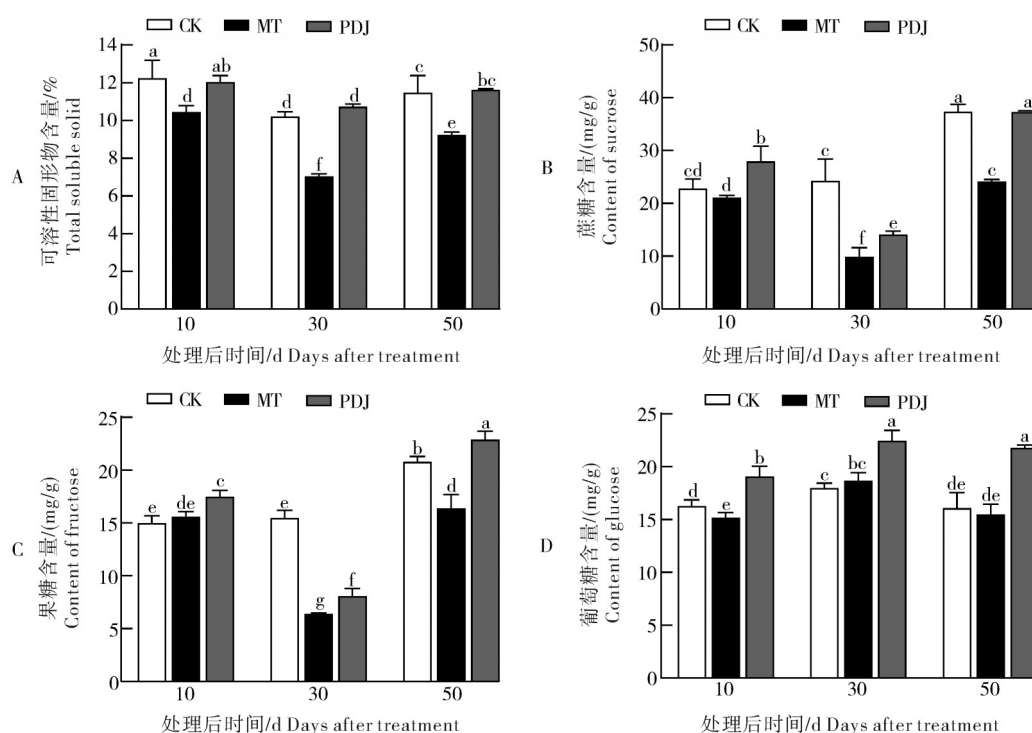 CK MT PDJ
14
12
10
8
6
4
2
0
可溶性固形物含量/%
Total soluble solid
A
a d ab
d f d
c e bc
10 30 50
处理后时间/d Days after treatment
CK MT PDJ
50
40
30
20
10
0
蔗糖含量/(mg/g)
Content of sucrose
B
cd d b
c f e
a c a
10 30 50
处理后时间/d Days after treatment
CK MT PDJ
25
20
15
10
5
0
果糖含量/(mg/g)
Content of fructose
C
e de c
e g f
b d a
10 30 50
处理后时间/d Days after treatment
CK MT PDJ
25
20
15
10
5
0
葡萄糖含量/(mg/g)
Content of glucose
D
d e b
c bc a
de de a
10 30 50
处理后时间/d Days after treatment